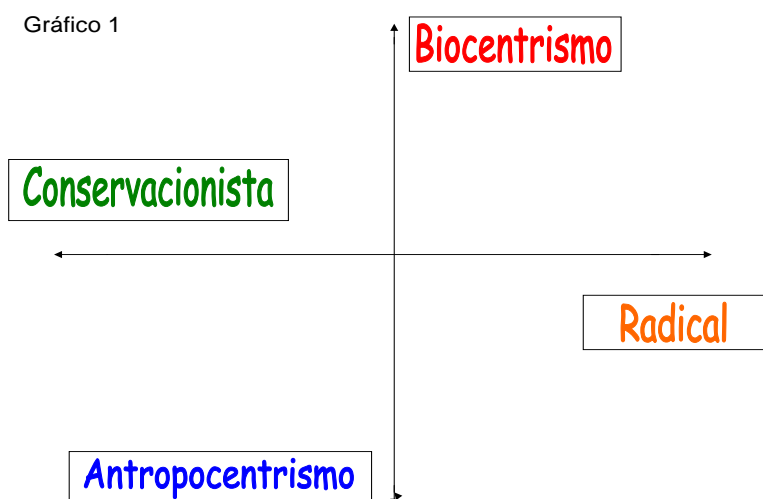 Gráfico 1
Biocentrismo
Conservacionista
Radical
Antropocentrismo